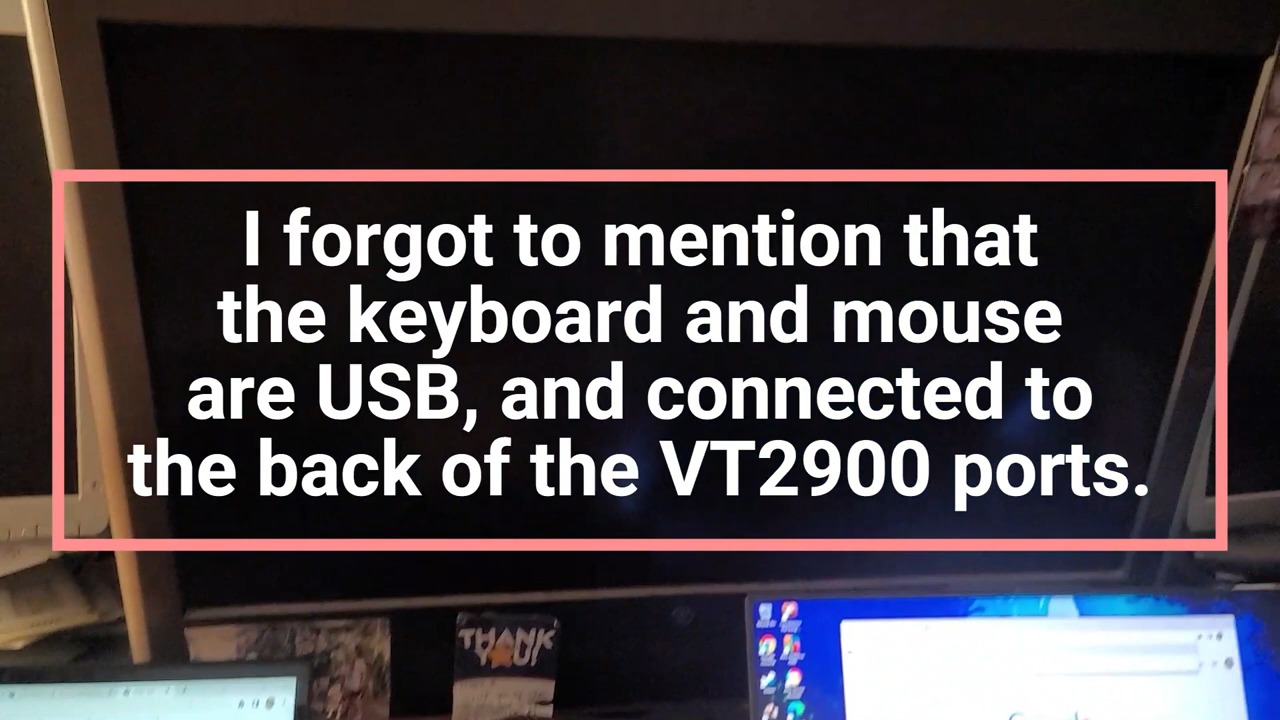 I forgot to mention that
the keyboard and mouse
are USB, and connected to
the back of the VT2900 ports.
THANK
YOU!